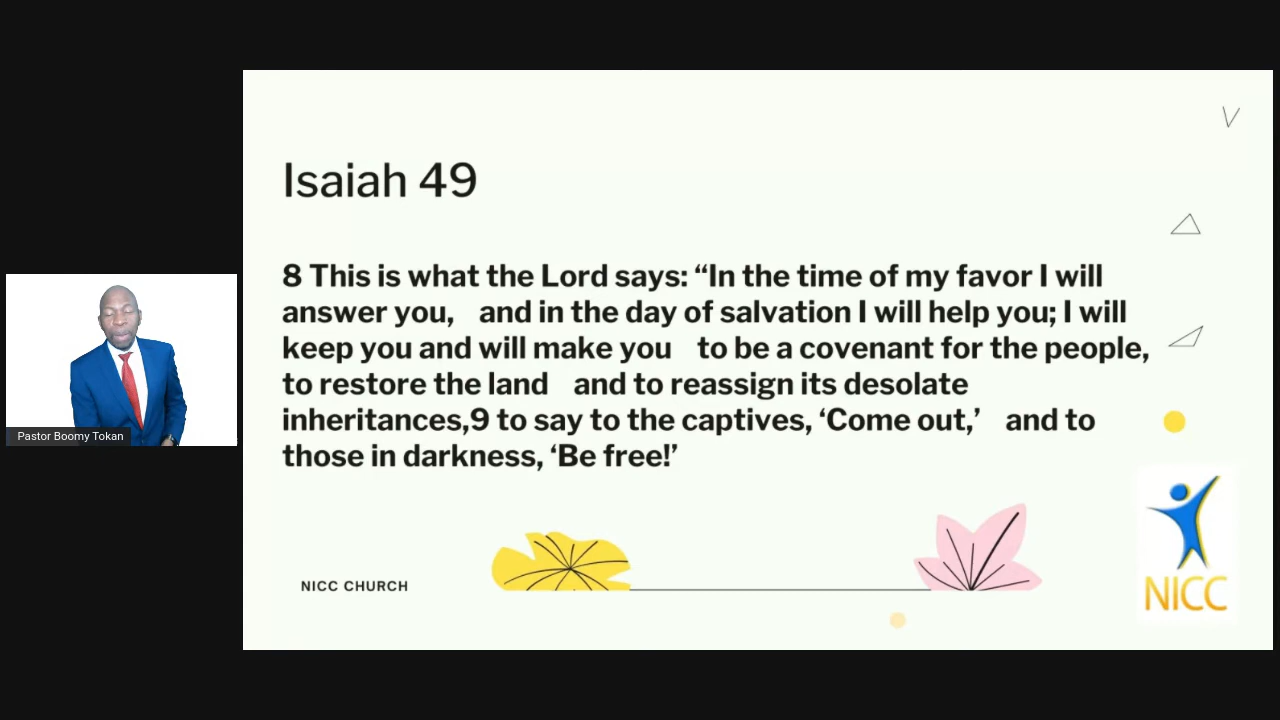 Isaiah 49
8 This is what the Lord says: “In the time of my favor I will
answer you, and in the day of salvation I will help you; I will
keep you and will make you to be a covenant for the people,
to restore the land and to reassign its desolate
inheritances,9 to say to the captives, ‘Come out,’ and to
those in darkness, ‘Be free!’
Pastor Boomy Tokan
NICC CHURCH
NICC